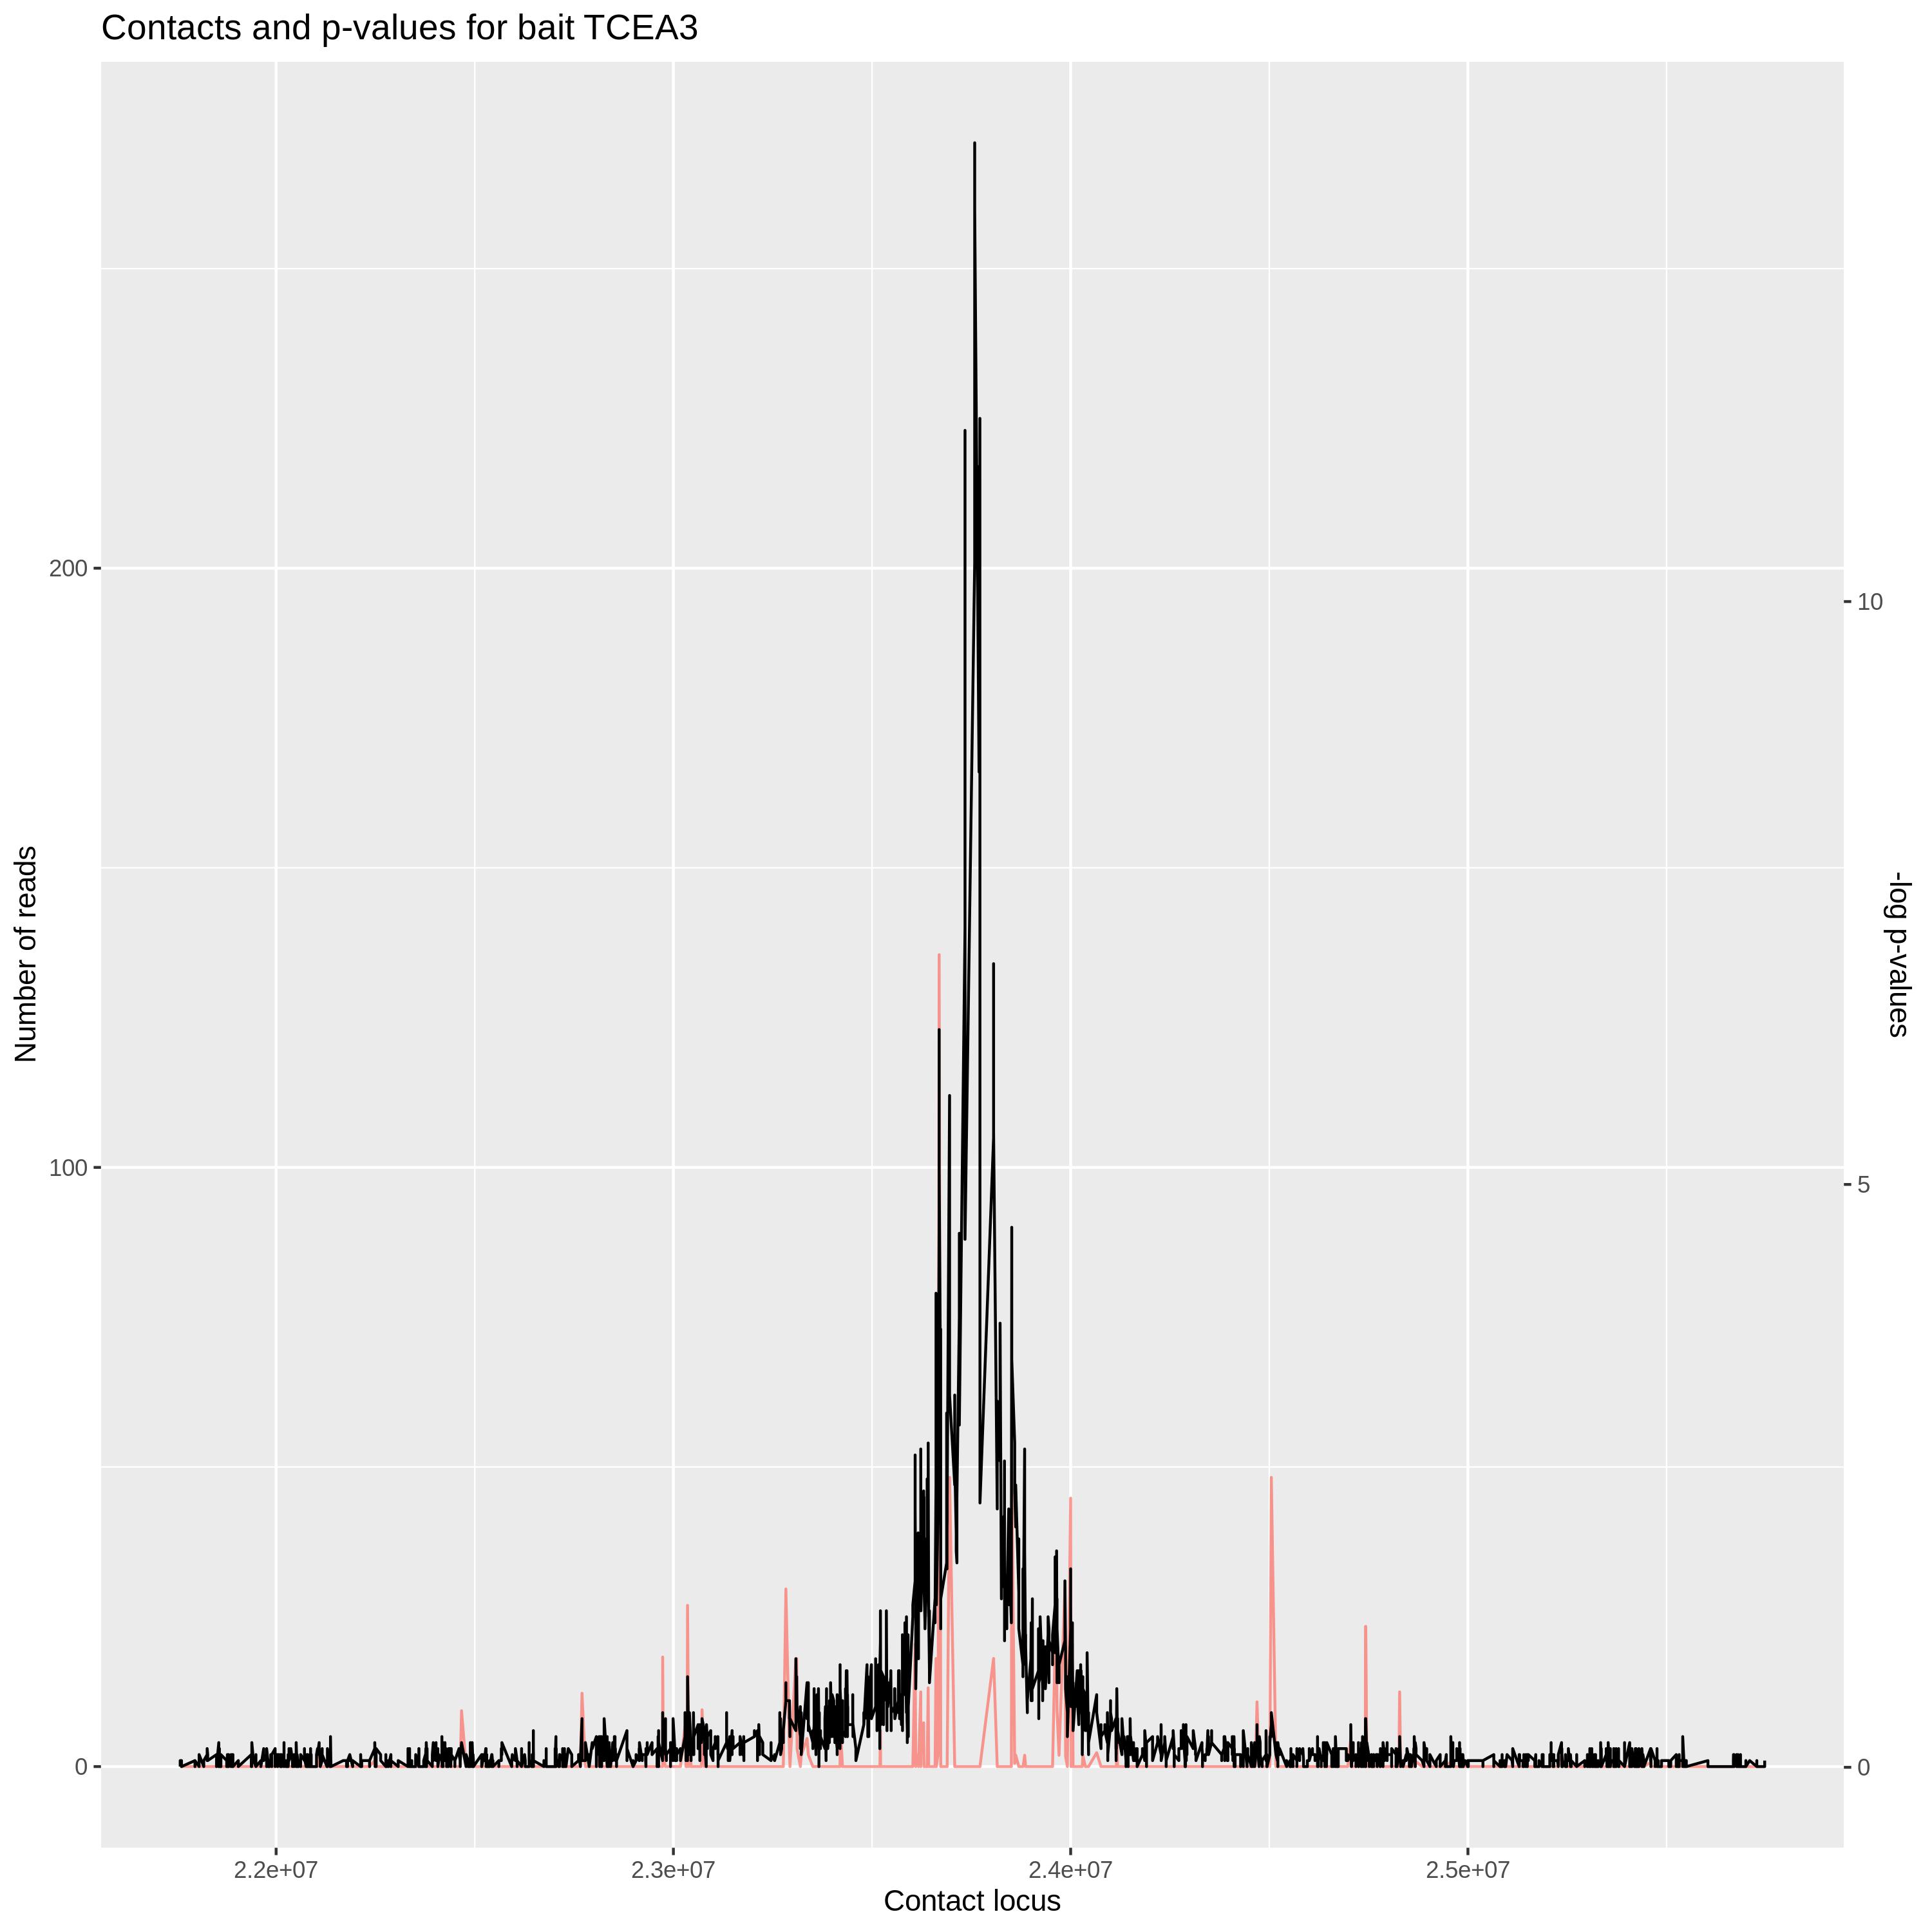 Contacts and p-values for bait TCEA3
Number of reads
200
100
0
10
5
0
-log p-values
2.2e+07
2.3e+07
2.4e+07
2.5e+07
Contact locus